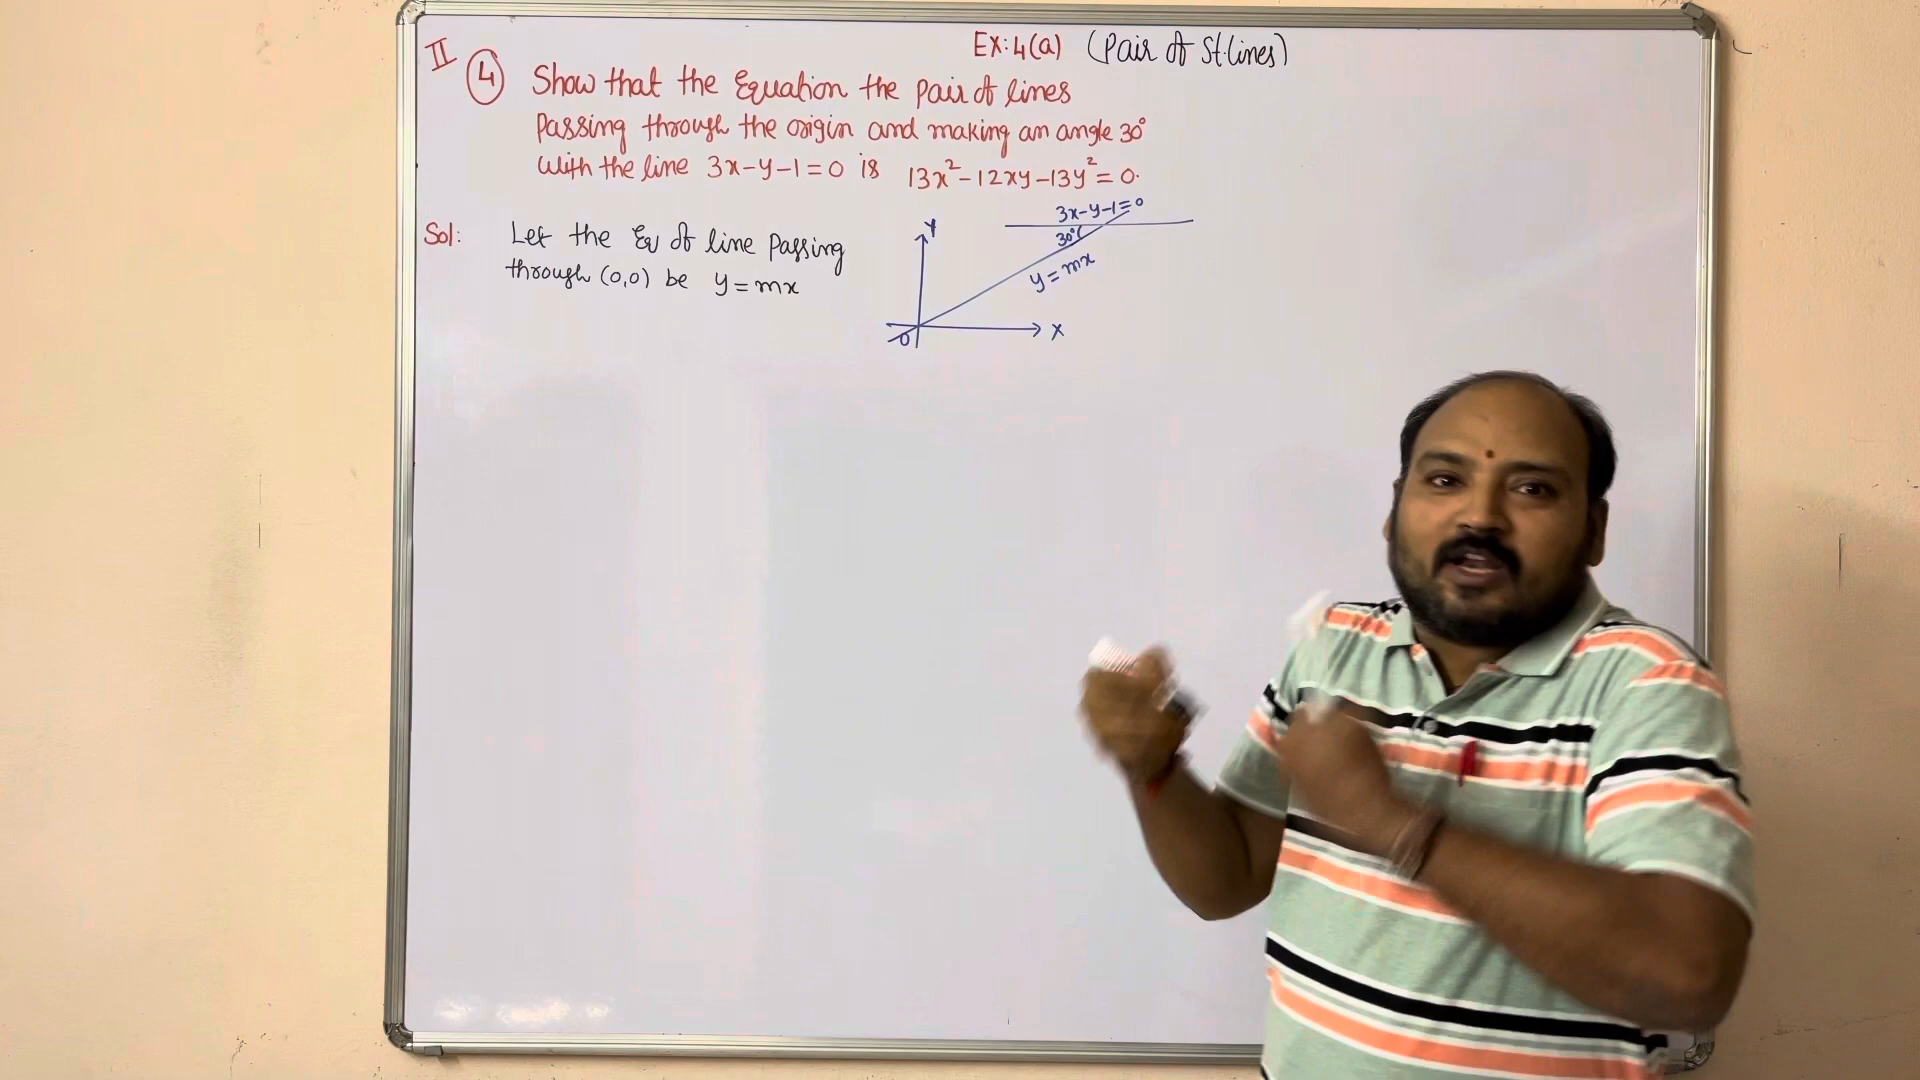 Ex:4(a) (Pair of St.lines)
II
4 Show that the Equation the pair of lines
passing through the origin and making an angle 30°
with the line 3x-y-1=0 is 13x²-12xy-13y²=0.
Sol: Let the Eq of line passing
through (0,0) be y=mx
3x-y-1=0
30°
y=mx
Y
X
O